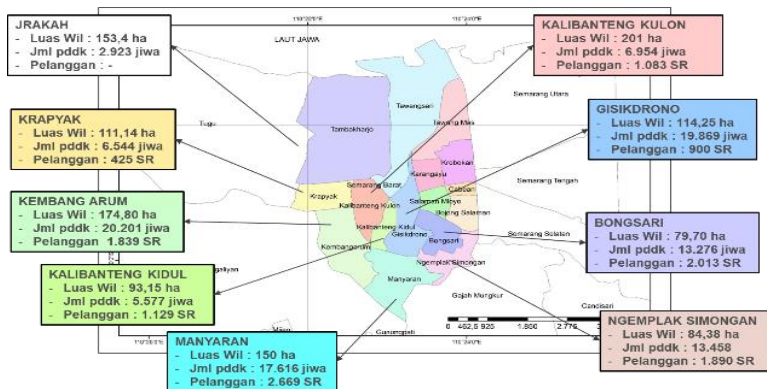 JRAKAH
- Luas Wil : 153,4 ha
- Jml pddk : 2.923 jiwa
- Pelanggan : -
KRAPYAK
- Luas Wil : 111,14 ha
- Jml pddk : 6.544 jiwa
- Pelanggan : 425 SR
KEMBANG ARUM
- Luas Wil : 174,80 ha
- Jml pddk : 20.201 jiwa
- Pelanggan 1.839 SR
KALIBANTENG KIDUL
- Luas Wil : 93,15 ha
- Jml pddk : 5.577 jiwa
- Pelanggan : 1.129 SR
MANYARAN
- Luas Wil : 150 ha
- Jml pddk : 17.616 jiwa
- Pelanggan : 2.669 SR
KALIBANTENG KULON
- Luas Wil : 201 ha
- Jml pddk : 6.954 jiwa
- Pelanggan : 1.083 SR
GISIKDRONO
- Luas Wil : 114,25 ha
- Jml pddk : 19.869 jiwa
- Pelanggan : 900 SR
BONGSARI
- Luas Wil : 79,70 ha
- Jml pddk : 13.276 jiwa
- Pelanggan : 2.013 SR
NGEMPLAK SIMONGAN
- Luas Wil : 84,38 ha
- Jml pddk : 13.458
- Pelanggan : 1.890 SR
LAUT JAWA
Tawangsari
Semarang Utara
Tugu
Tambakharjo
Tawang Mas
Krobokan
Karangayu
Semarang Barat
Semarang Tengah
Krapyak
Cabean
Salaman Mloyo
Kalibanteng Kulon
Bojong Salaman
Kalibanteng Kidul
Gisikdrono
Semarang Selatan
Kembangarum
Bongsari
Ngemplak Simongan
Manyaran
Gajah Mungkur
Candisari
Gunungpati
0 462,5 925 1.850 2.775